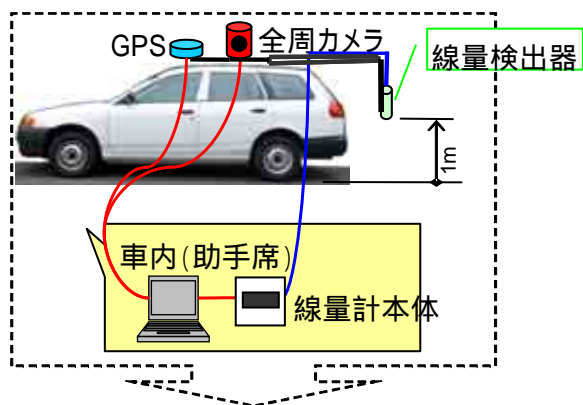 GPS
全周カメラ
線量検出器
1m
車内(助手席)
線量計本体